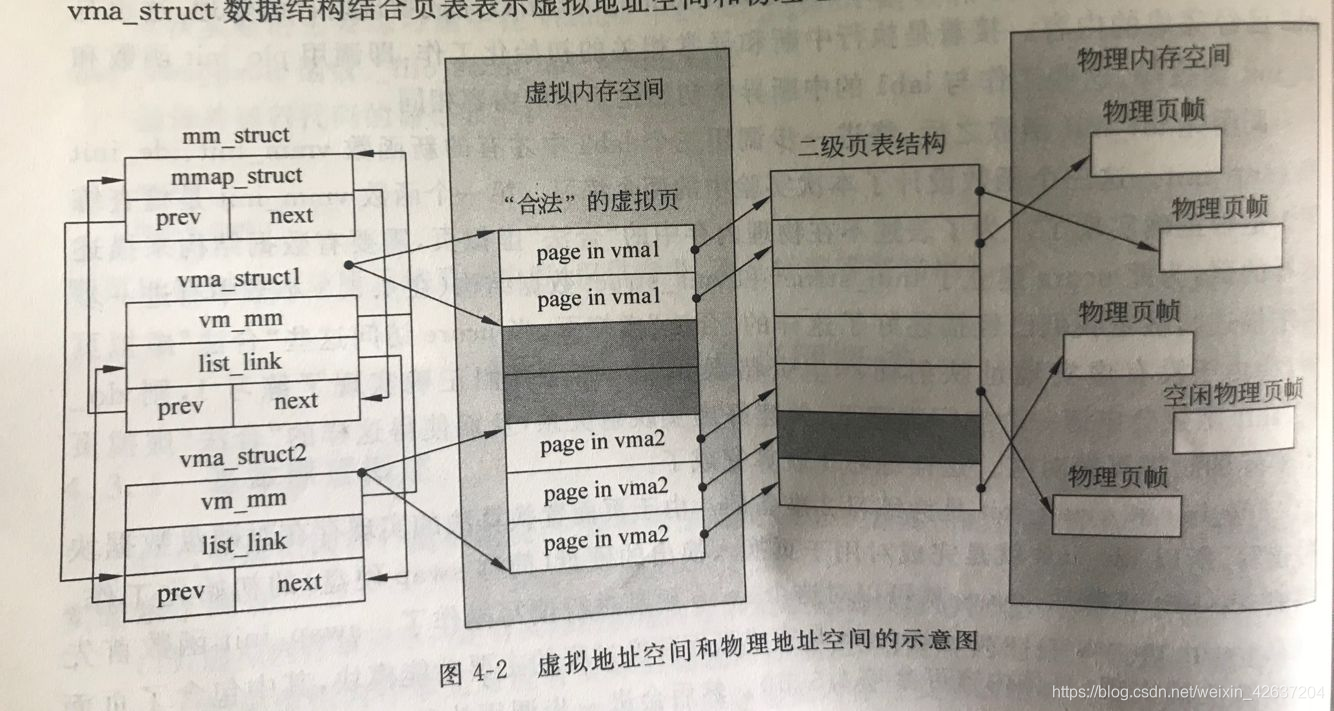 vma_struct 数据结构结合页表表示虚拟地址空间和物理
mm_struct
mmap_struct
prev
next
vma_struct1
vm_mm
list_link
prev
next
vma_struct2
vm_mm
list_link
prev
next
虚拟内存空间
“合法”的虚拟页
page in vma1
page in vma1
page in vma2
page in vma2
page in vma2
二级页表结构
物理内存空间
物理页帧
物理页帧
物理页帧
空闲物理页帧
物理页帧
图 4-2 虚拟地址空间和物理地址空间的示意图
https://blog.csdn.net/weixin_42637204